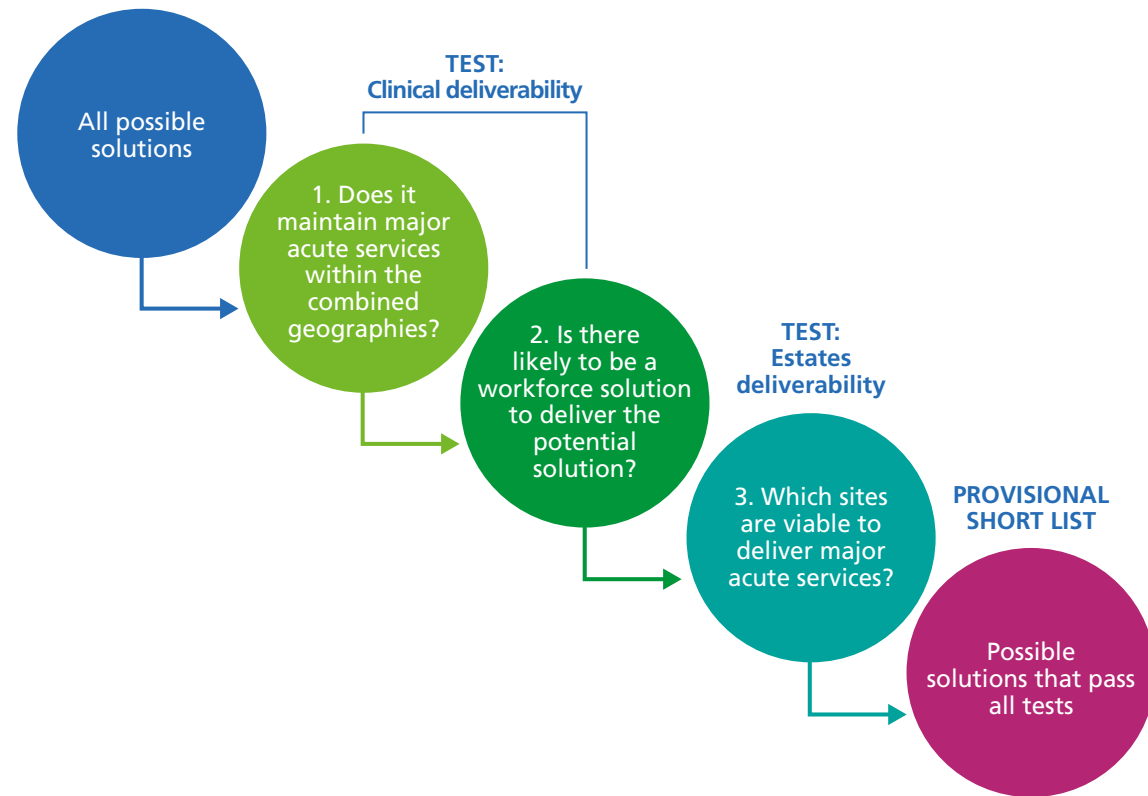 All possible
solutions
TEST:
Clinical deliverability
1. Does it
maintain major
acute services
within the
combined
geographies?
2. Is there
likely to be a
workforce solution
to deliver the
potential
solution?
TEST:
Estates
deliverability
3. Which sites
are viable to
deliver major
acute services?
PROVISIONAL
SHORT LIST
Possible
solutions that pass
all tests